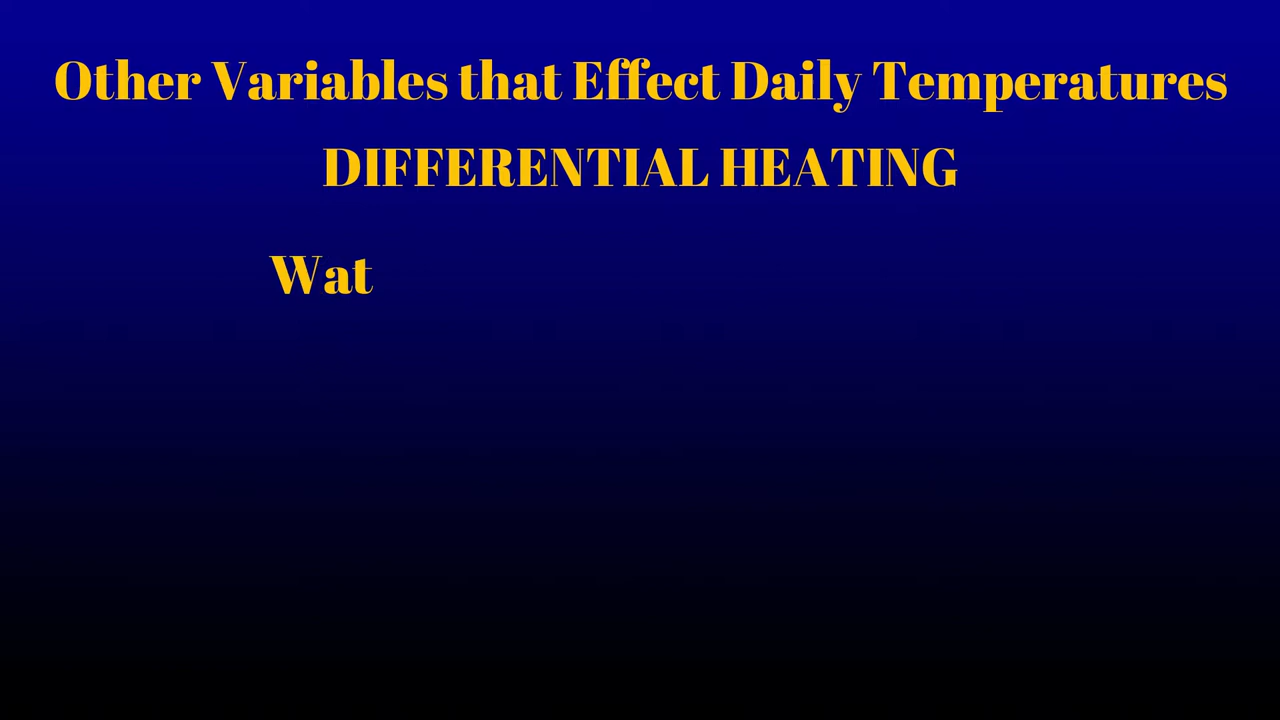 Other Variables that Effect Daily Temperatures
DIFFERENTIAL HEATING
Wat